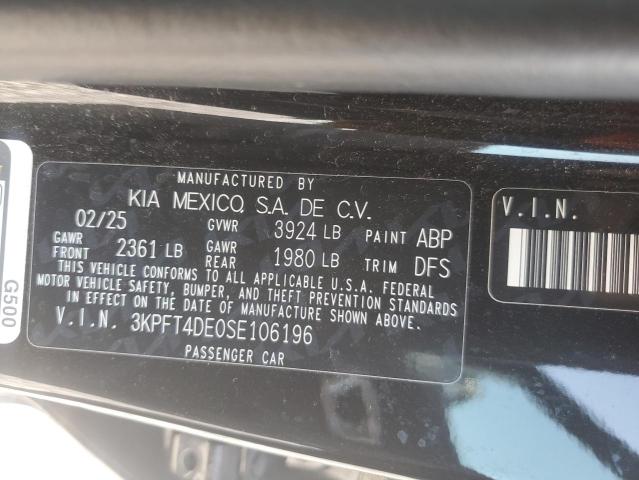 MANUFACTURED BY
KIA MEXICO, S.A. DE C.V.
02/25 GVWR 3924 LB PAINT ABP
GAWR FRONT 2361 LB GAWR REAR 1980 LB TRIM DFS
THIS VEHICLE CONFORMS TO ALL APPLICABLE U.S.A. FEDERAL
MOTOR VEHICLE SAFETY, BUMPER, AND THEFT PREVENTION STANDARDS
IN EFFECT ON THE DATE OF MANUFACTURE SHOWN ABOVE.
V.I.N. 3KPFT4DE0SE106196
PASSENGER CAR
V.I.N.
G500